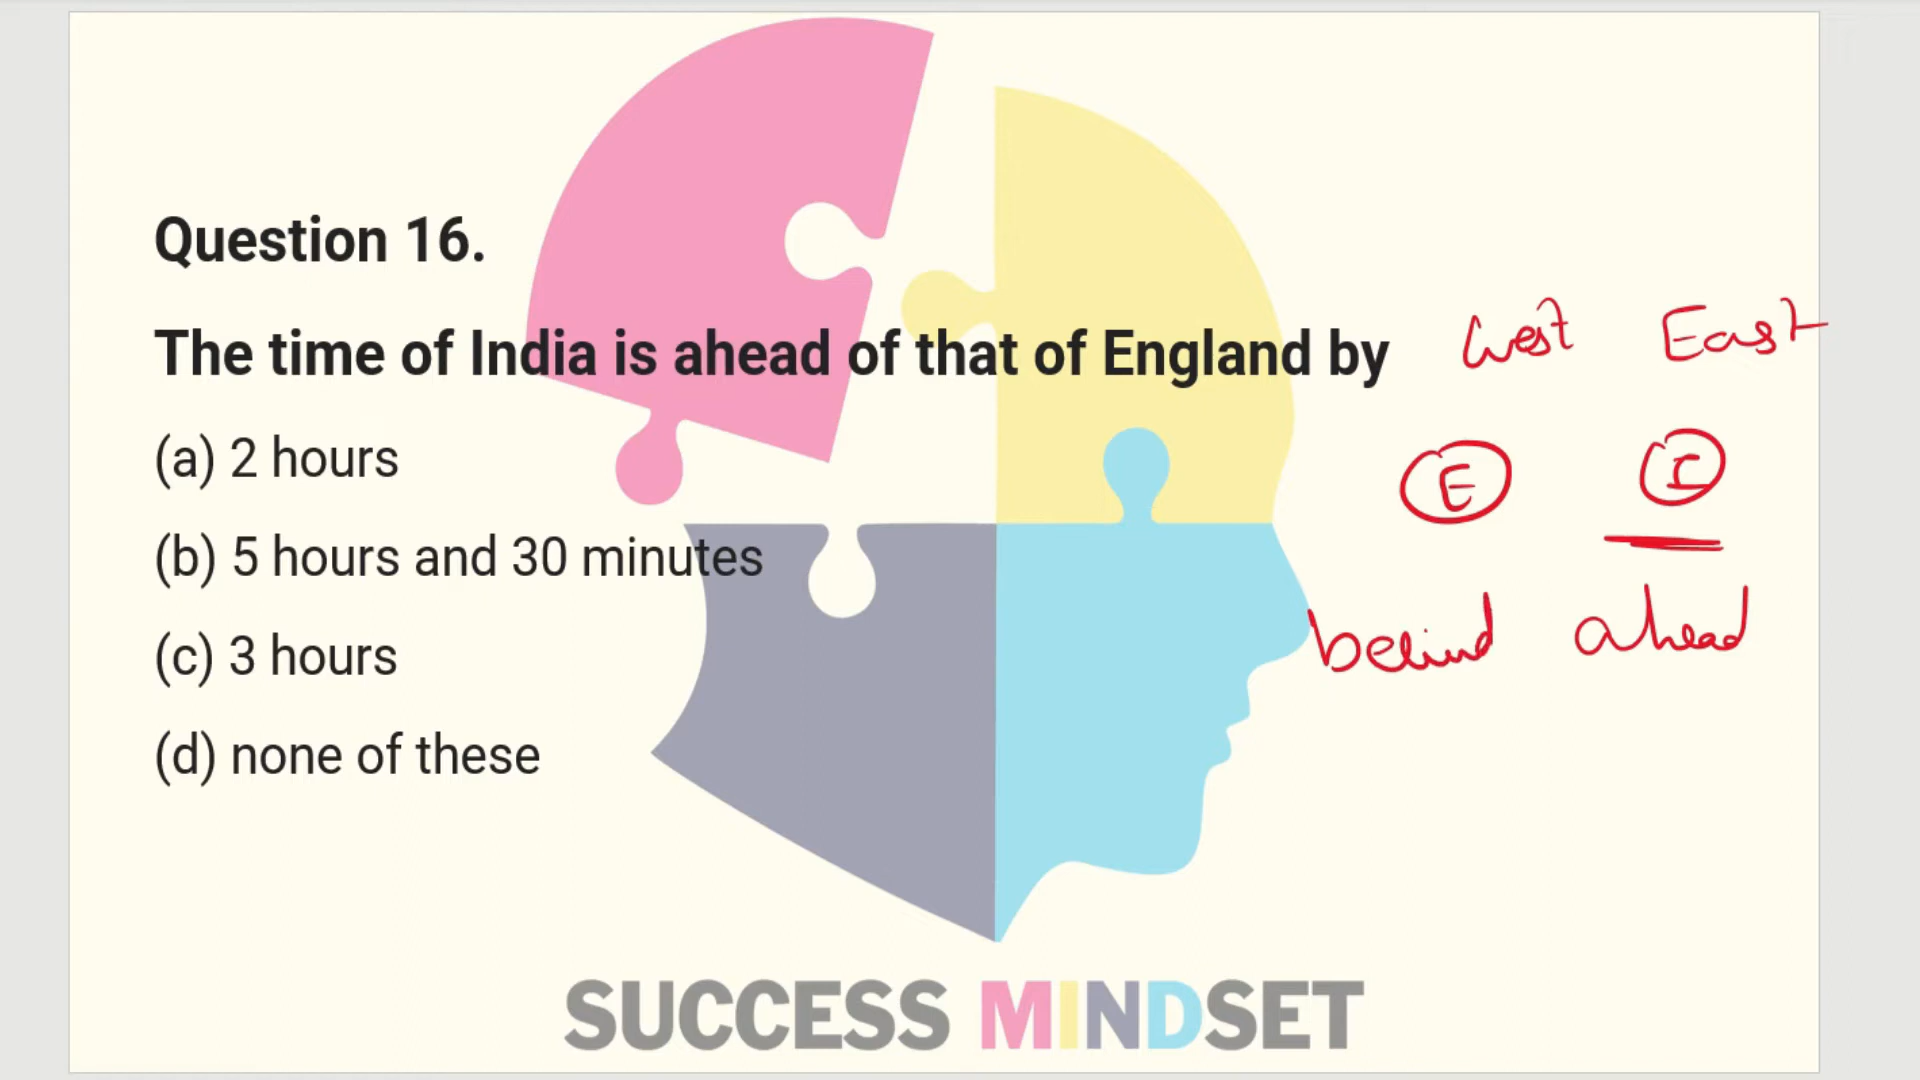 Question 16.
The time of India is ahead of that of England by
West East
(a) 2 hours
E I
(b) 5 hours and 30 minutes
behind ahead
(c) 3 hours
(d) none of these
SUCCESS MINDSET